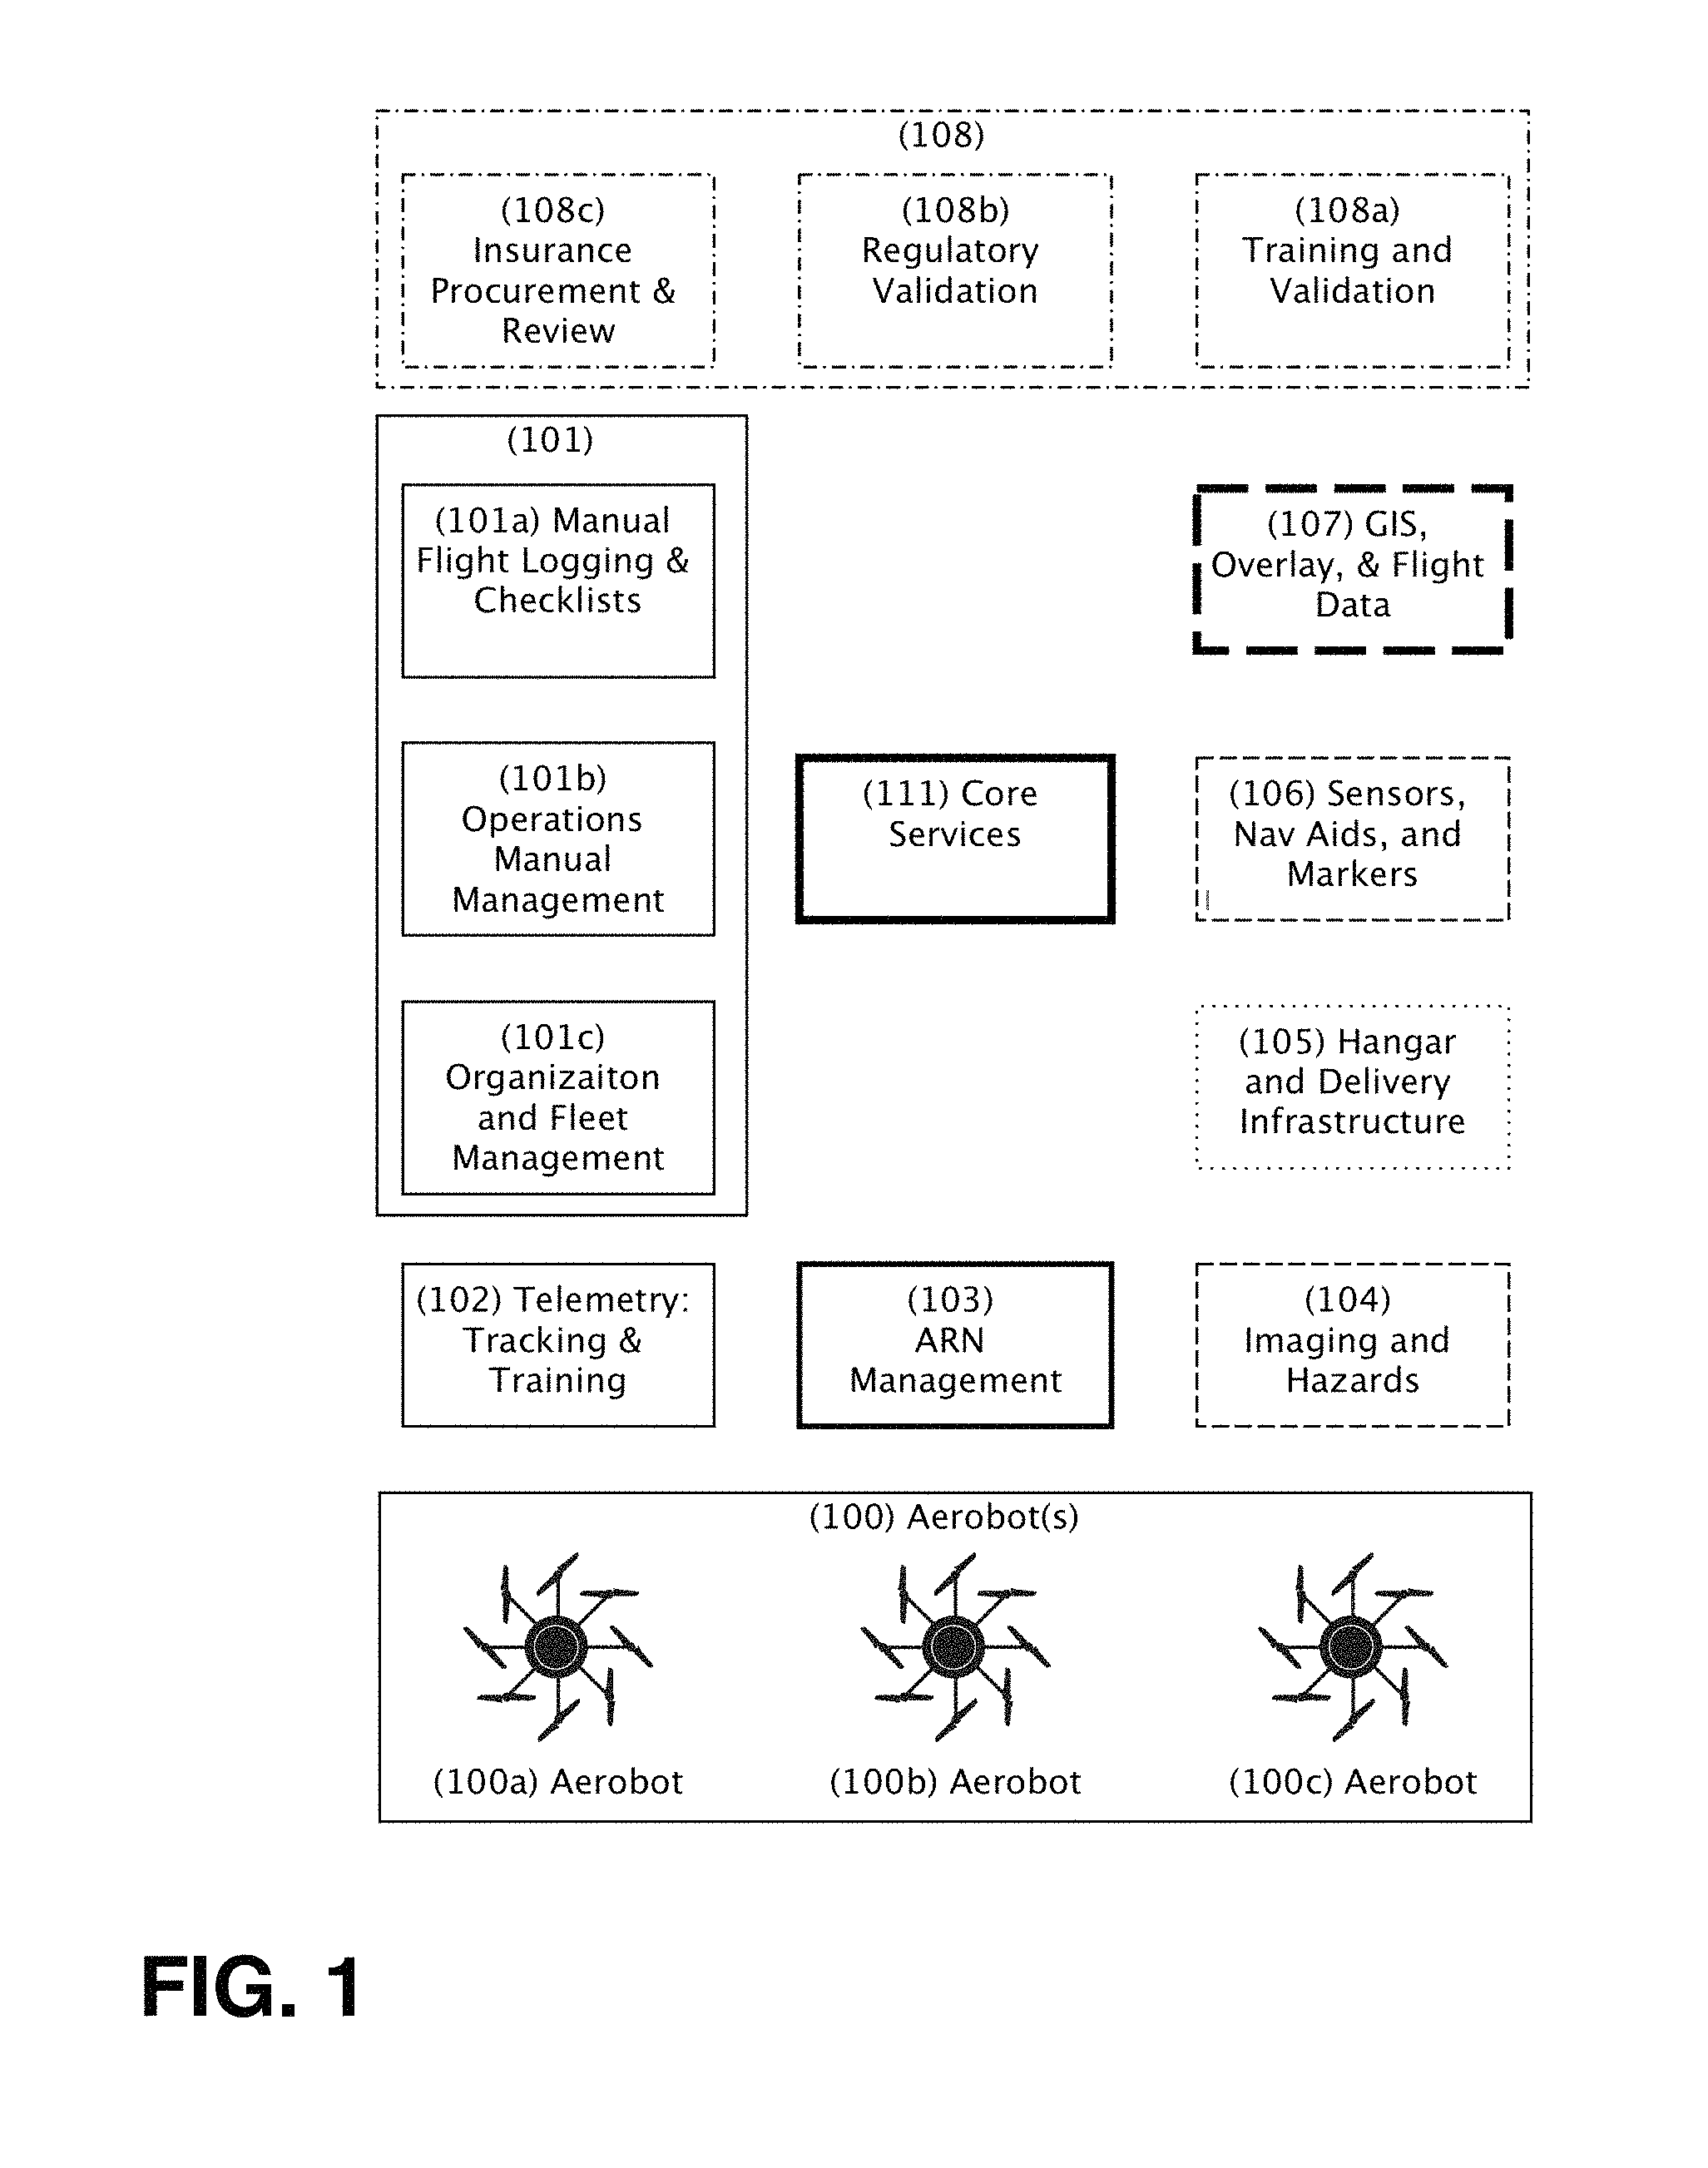 (108)
(108c)
Insurance
Procurement &
Review
(108b)
Regulatory
Validation
(108a)
Training and
Validation
(101)
(101a) Manual
Flight Logging &
Checklists
(107) GIS,
Overlay, & Flight
Data
(101b)
Operations
Manual
Management
(111) Core
Services
(106) Sensors,
Nav Aids, and
Markers
(101c)
Organizaiton
and Fleet
Management
(105) Hangar
and Delivery
Infrastructure
(102) Telemetry:
Tracking &
Training
(103)
ARN
Management
(104)
Imaging and
Hazards
(100) Aerobot(s)
(100a) Aerobot
(100b) Aerobot
(100c) Aerobot
FIG. 1